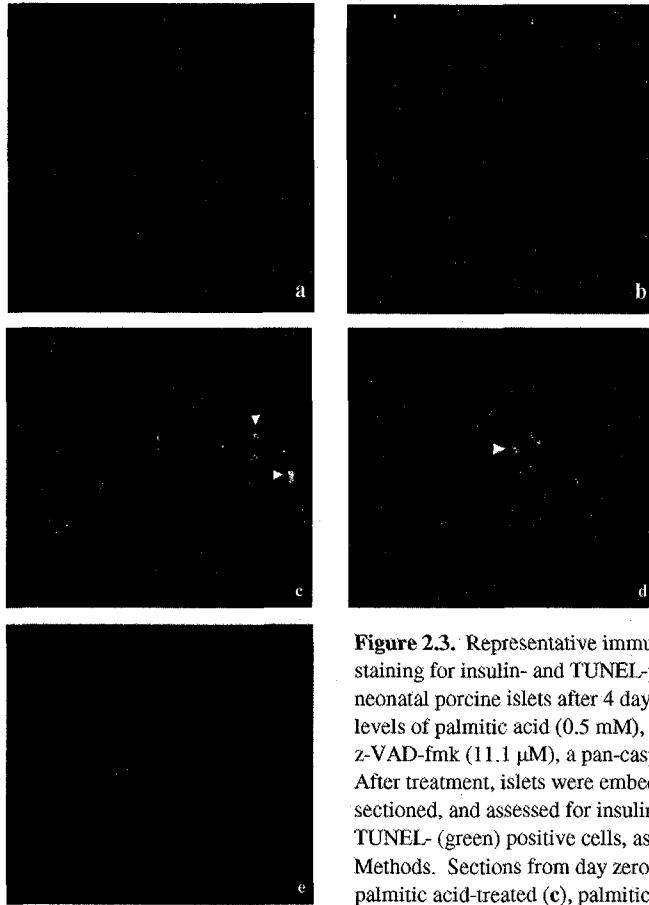 a
b
c
d
e
Figure 2.3. Representative immu
staining for insulin- and TUNEL-
neonatal porcine islets after 4 day
levels of palmitic acid (0.5 mM),
z-VAD-fmk (11.1 µM), a pan-cas
After treatment, islets were embe
sectioned, and assessed for insulin
TUNEL- (green) positive cells, as
Methods. Sections from day zero
palmitic acid-treated (c), palmitic